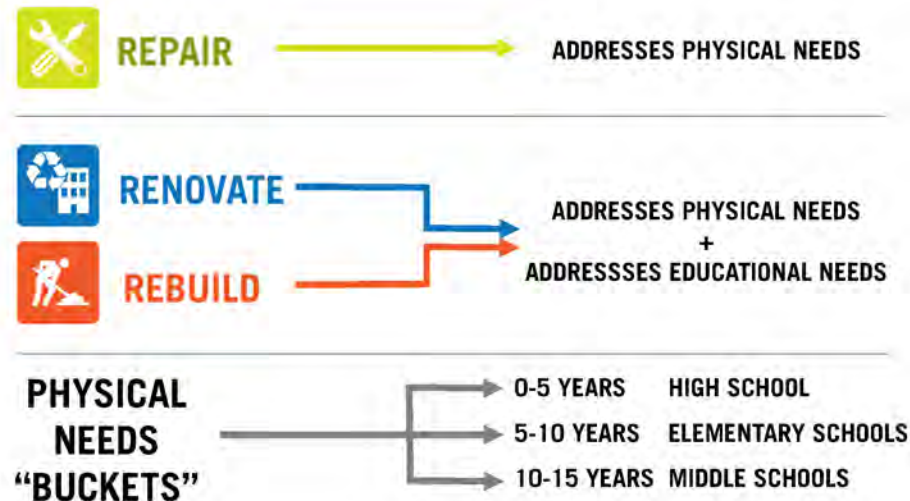 REPAIR ADDRESSES PHYSICAL NEEDS
RENOVATE
ADDRESSES PHYSICAL NEEDS
+
ADDRESSSES EDUCATIONAL NEEDS
REBUILD
PHYSICAL
NEEDS
“BUCKETS”
0-5 YEARS HIGH SCHOOL
5-10 YEARS ELEMENTARY SCHOOLS
10-15 YEARS MIDDLE SCHOOLS